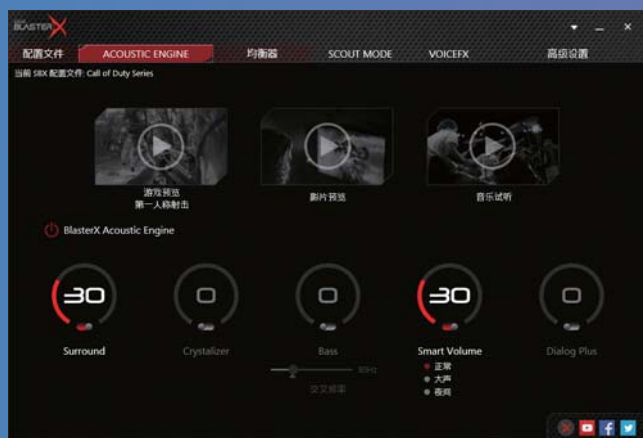 BLASTERX
配置文件
ACOUSTIC ENGINE
均衡器
SCOUT MODE
VOICEFX
高级设置
当前 SBX 配置文件: Call of Duty Series
游戏预览
第一人称射击
影片预览
音乐试听
BlasterX Acoustic Engine
30
0
0
30
0
Surround
Crystalizer
Bass
Smart Volume
Dialog Plus
正常
大声
夜间
交叉频率